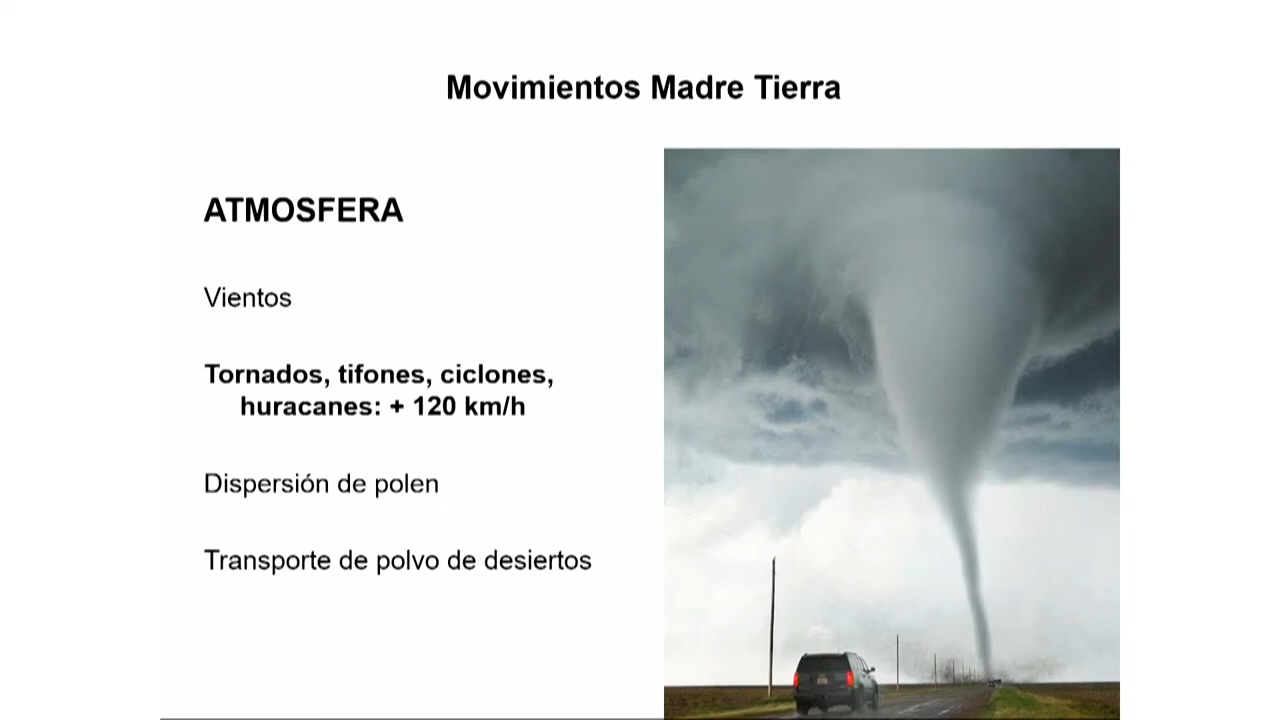 Movimientos Madre Tierra
ATMOSFERA
Vientos
Tornados, tifones, ciclones,
huracanes: + 120 km/h
Dispersión de polen
Transporte de polvo de desiertos